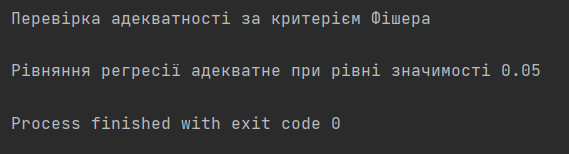 Перевірка адекватності за критерієм Фішера
Рівняння регресії адекватне при рівні значимості 0.05
Process finished with exit code 0